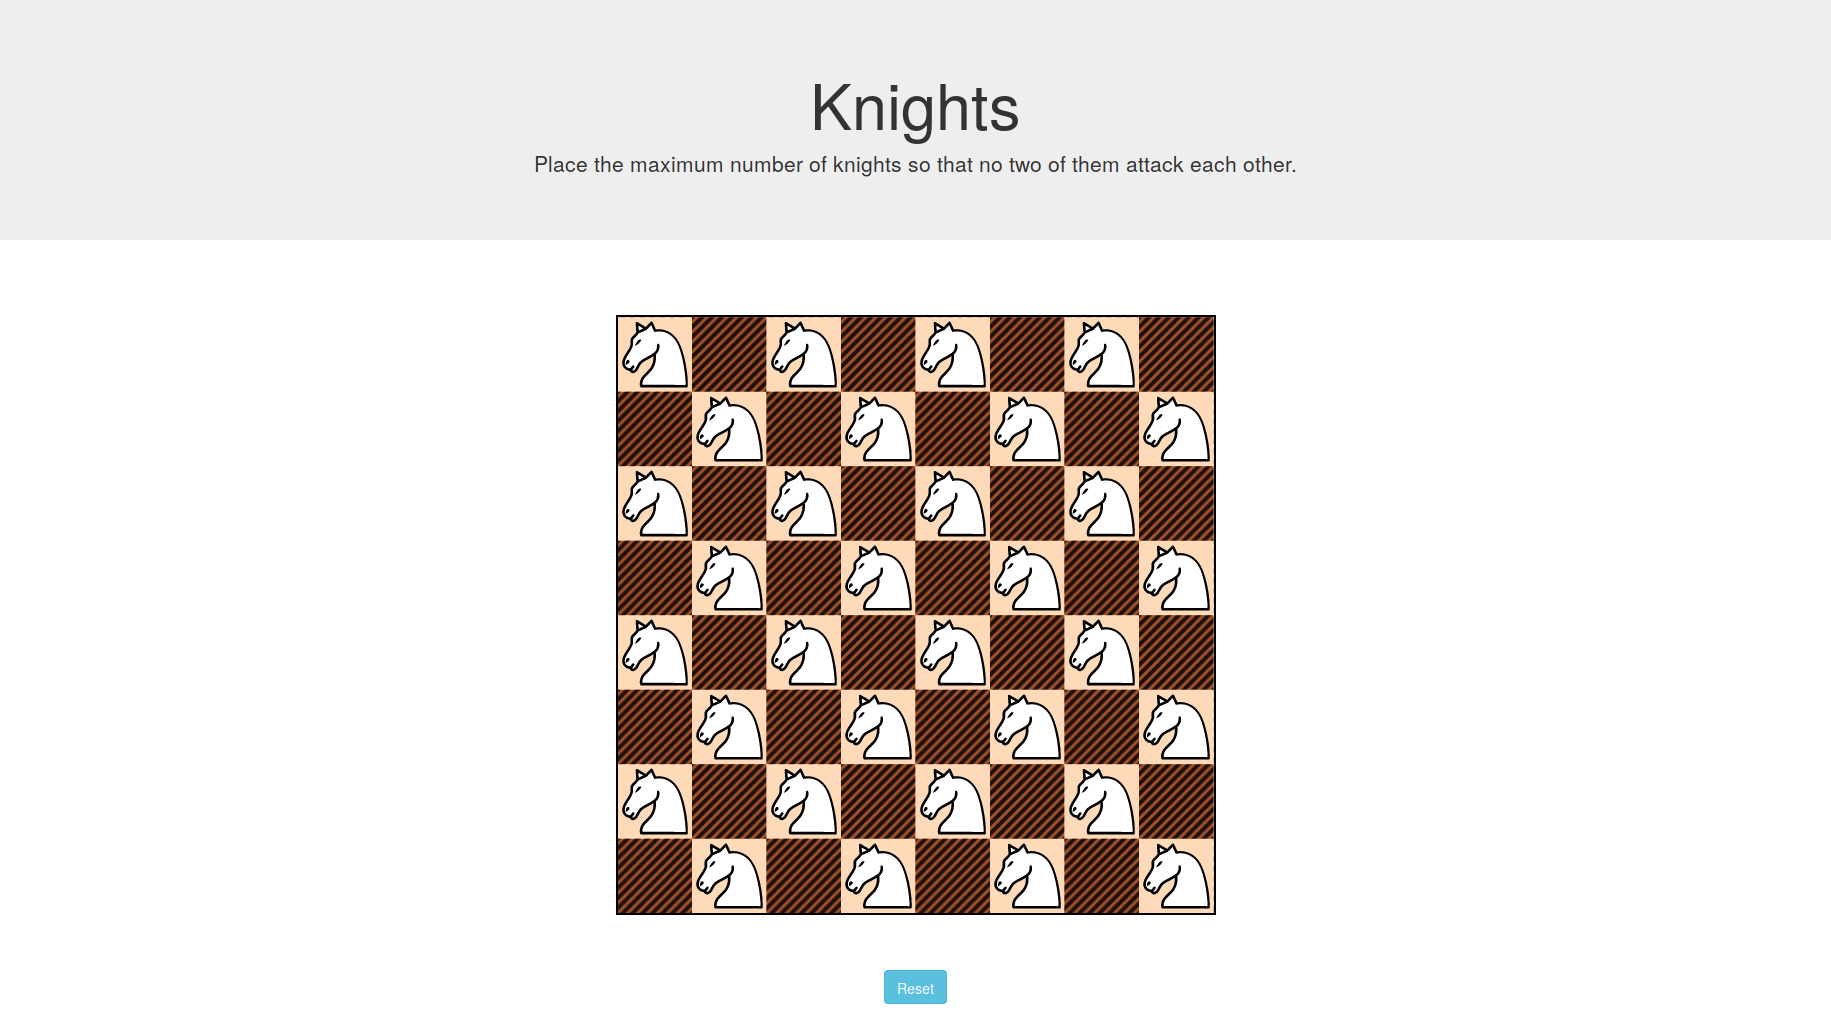 Knights
Place the maximum number of knights so that no two of them attack each other.
Reset